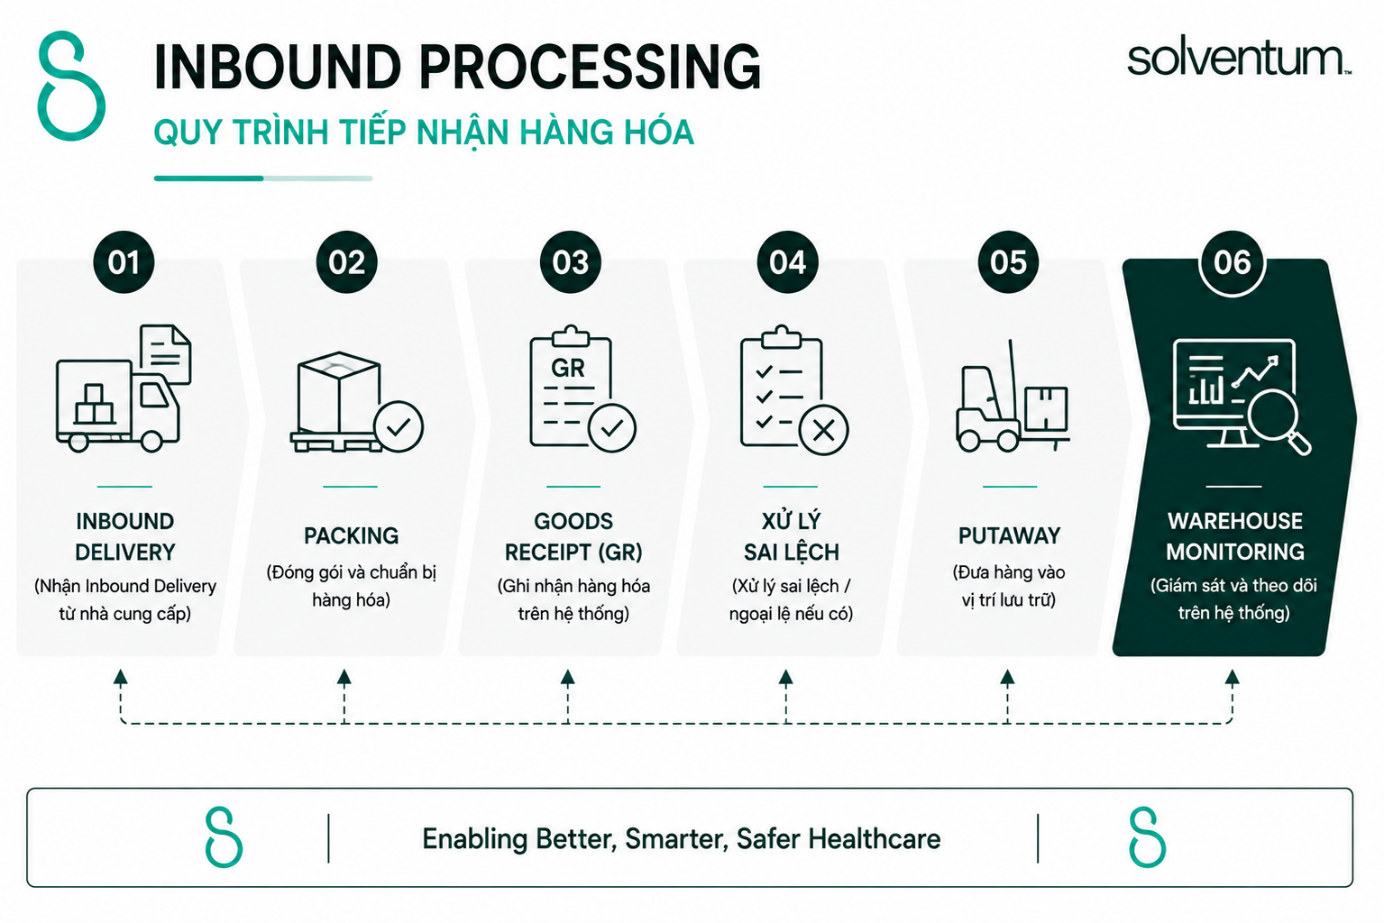 INBOUND PROCESSING
QUY TRÌNH TIẾP NHẬN HÀNG HÓA
solventum™
01
INBOUND
DELIVERY
(Nhận Inbound Delivery
từ nhà cung cấp)
02
PACKING
(Đóng gói và chuẩn bị
hàng hóa)
03
GR
GOODS
RECEIPT (GR)
(Ghi nhận hàng hóa
trên hệ thống)
04
XỬ LÝ
SAI LỆCH
(Xử lý sai lệch /
ngoại lệ nếu có)
05
PUTAWAY
(Đưa hàng vào
vị trí lưu trữ)
06
WAREHOUSE
MONITORING
(Giám sát và theo dõi
trên hệ thống)
Enabling Better, Smarter, Safer Healthcare